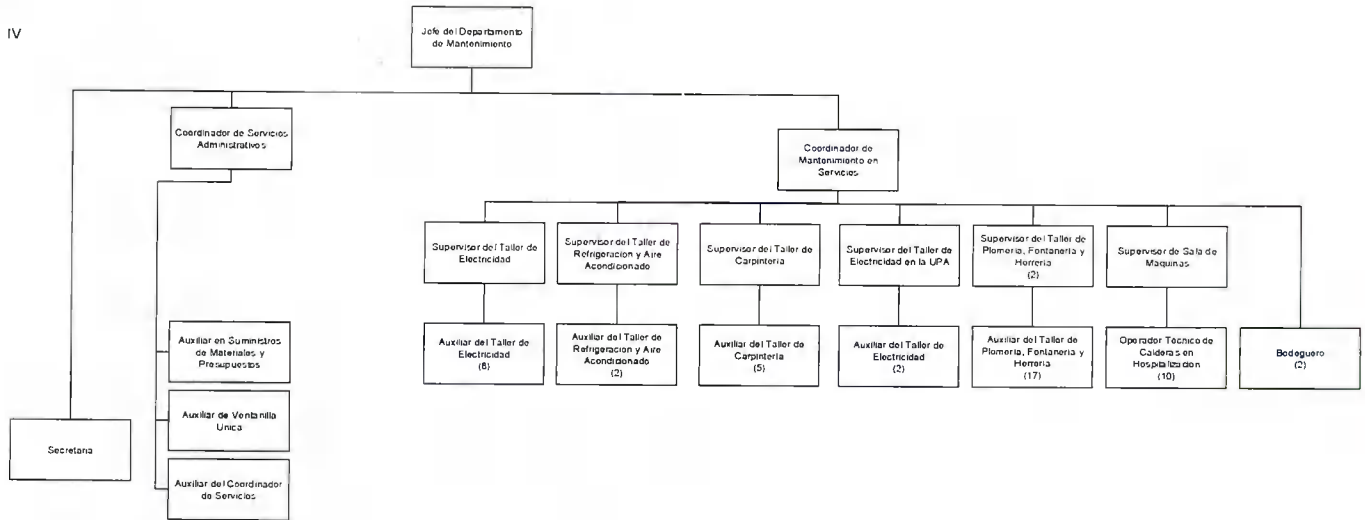 IV
Jefe del Departamento
de Mantenimiento
Coordinador de Servicios
Administrativos
Coordinador de
Mantenimiento en
Servicios
Supervisor del Taller de
Electricidad
Supervisor del Taller de
Refrigeracion y Aire
Acondicionado
Supervisor del Taller de
Carpinteria
Supervisor del Taller de
Electricidad en la UPA
Supervisor del Taller de
Plomeria, Fontaneria y
Herreria
(2)
Supervisor de Sala de
Maquinas
Auxiliar en Suministros
de Materiales y
Presupuestos
Auxiliar del Taller de
Electricidad
Auxiliar del Taller de
Refrigeracion y Aire
Acondicionado
(2)
Auxiliar del Taller de
Carpinteria
(5)
Auxiliar del Taller de
Electricidad
(2)
Auxiliar del Taller de
Plomeria, Fontaneria y
Herreria
(17)
Operador Técnico de
Calderas en
Hospitalizacion
(10)
Bodeguero
(2)
Auxiliar de Ventanilla
Unica
Secretaria
Auxiliar del Coordinador
de Servicios